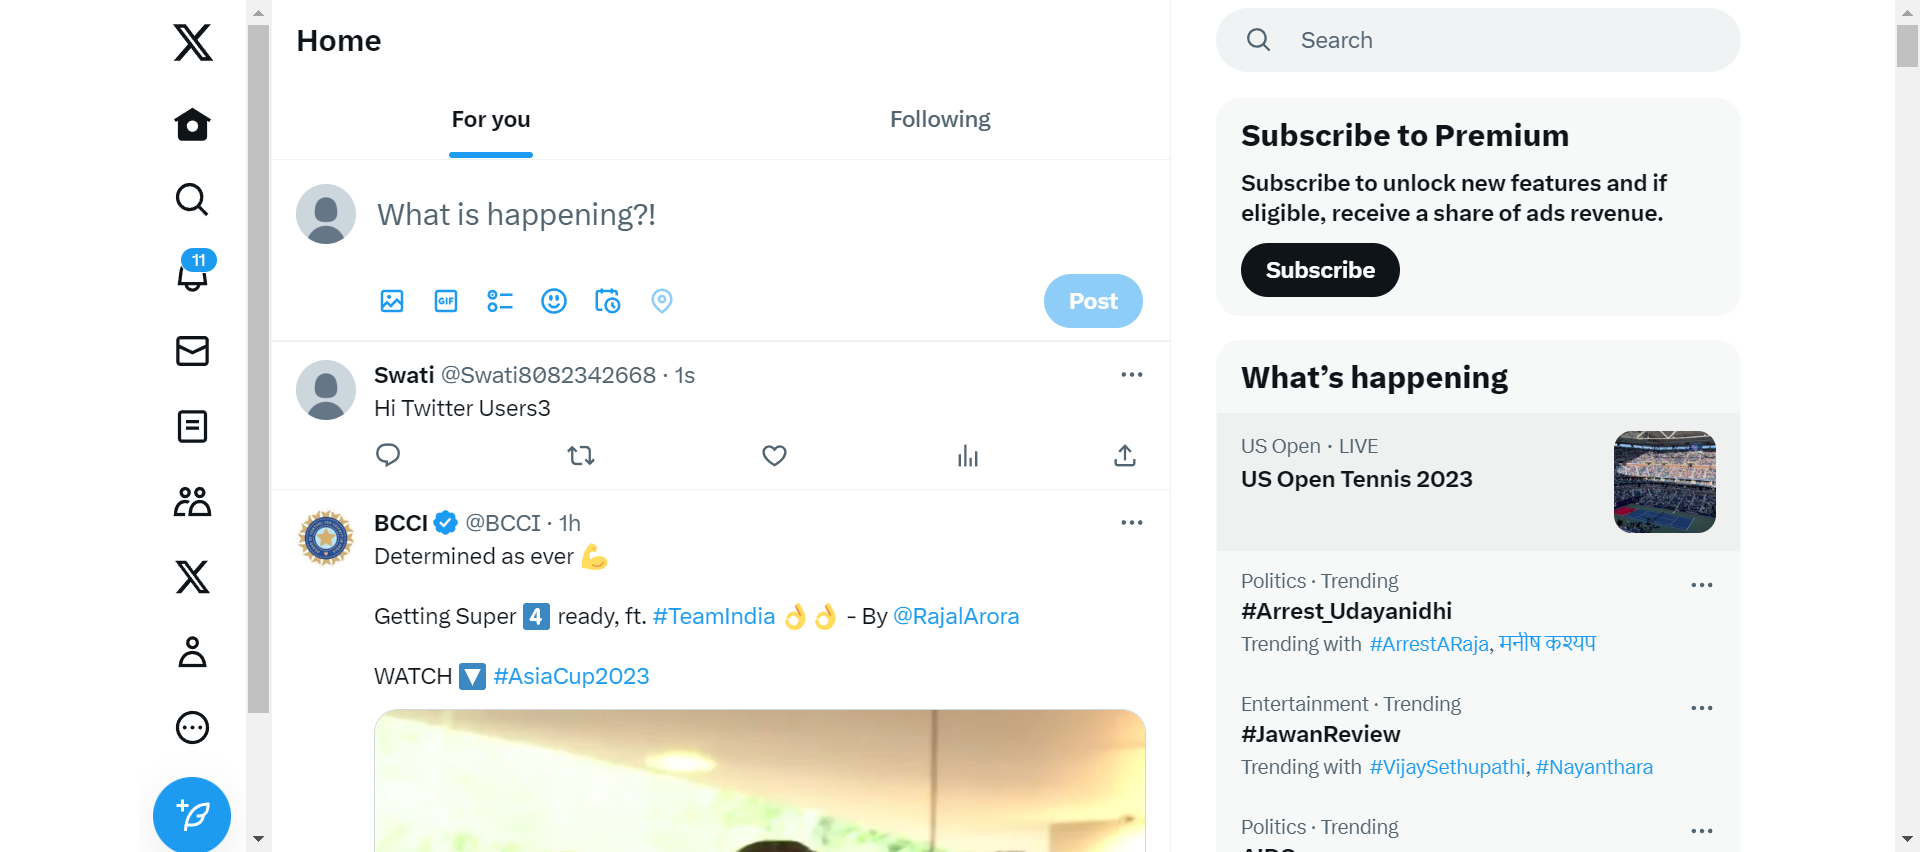 Home
For you
Following
11
What is happening?!
GIF
Post
Swati @Swati8082342668 · 1s
Hi Twitter Users3
BCCI @BCCI · 1h
Determined as ever 💪
Getting Super 4️⃣ ready, ft. #TeamIndia 👌👌 - By @RajalArora
WATCH 🔽 #AsiaCup2023
Search
Subscribe to Premium
Subscribe to unlock new features and if
eligible, receive a share of ads revenue.
Subscribe
What’s happening
US Open · LIVE
US Open Tennis 2023
Politics · Trending
#Arrest_Udayanidhi
Trending with #ArrestARaja, मनीष कश्यप
Entertainment · Trending
#JawanReview
Trending with #VijaySethupathi, #Nayanthara
Politics · Trending